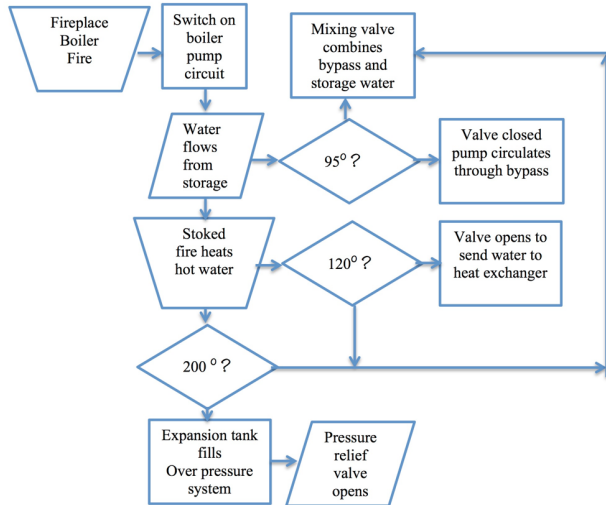 Fireplace
Boiler
Fire
Switch on
boiler
pump
circuit
Mixing valve
combines
bypass and
storage water
Water
flows
from
storage
95° ?
Valve closed
pump circulates
through bypass
Stoked
fire heats
hot water
120° ?
Valve opens to
send water to
heat exchanger
200 ° ?
Expansion tank
fills
Over pressure
system
Pressure
relief
valve
opens